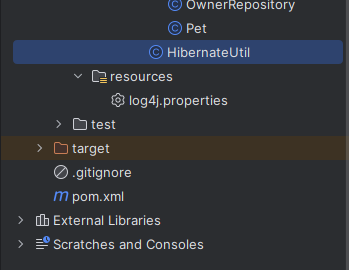 OwnerRepository
Pet
HibernateUtil
resources
log4j.properties
test
target
.gitignore
pom.xml
External Libraries
Scratches and Consoles